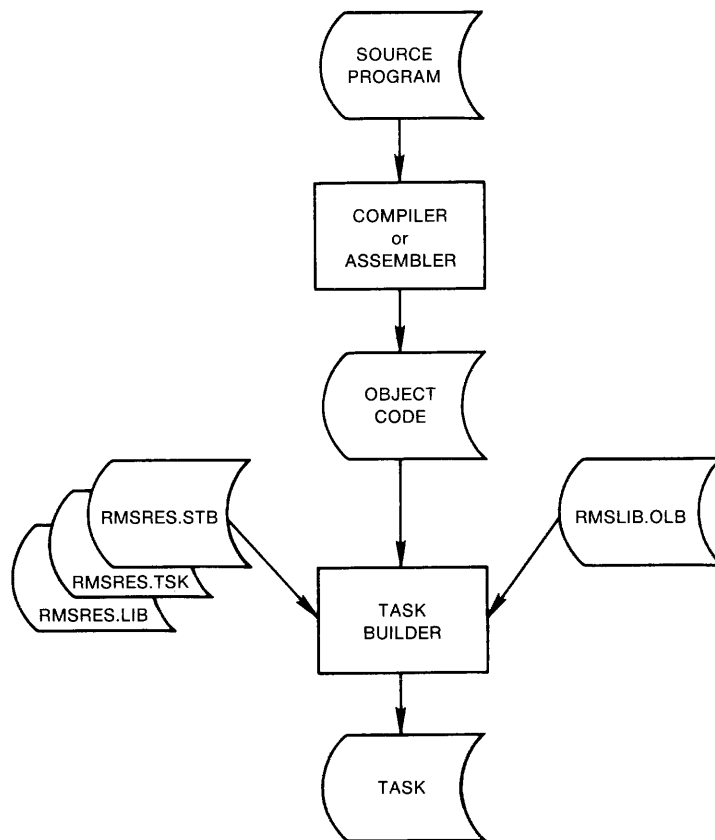 SOURCE
PROGRAM
COMPILER
or
ASSEMBLER
OBJECT
CODE
RMSRES.STB
RMSRES.TSK
RMSRES.LIB
RMSLIB.OLB
TASK
BUILDER
TASK